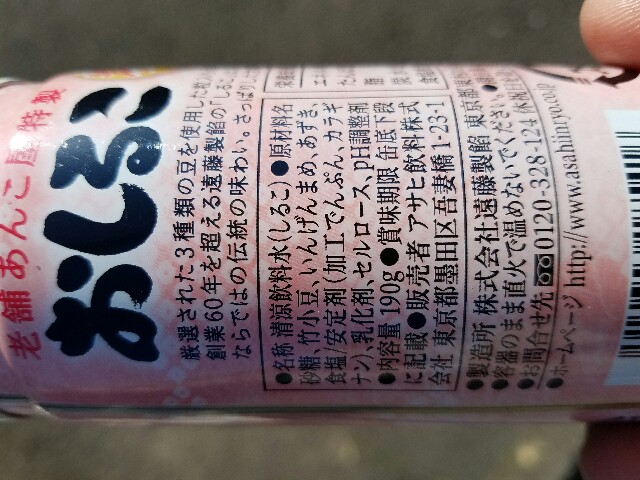 老舗あんこ屋特製
おしるこ
厳選された3種類の豆を使用した
創業60年を超える遠藤製餡の「
ならではの伝統の味わい。さっぱり
●名称 清涼飲料水(しるこ)●原材料名
砂糖、竹小豆、いんげんまめ、あずき、
食塩、安定剤(加工でんぷん、カラギ
ナン)、乳化剤、セルロース、pH調整剤
●内容量 190g●賞味期限 缶底下段
に記載●販売者 アサヒ飲料株式
会社 東京都墨田区吾妻橋1-23-1
●製造所 株式会社遠藤製餡 東京都
●容器のまま直火で温めないでください。
●お問合せ先 0120-328-124
●ホームページ http://www.asahiinryo.co.jp